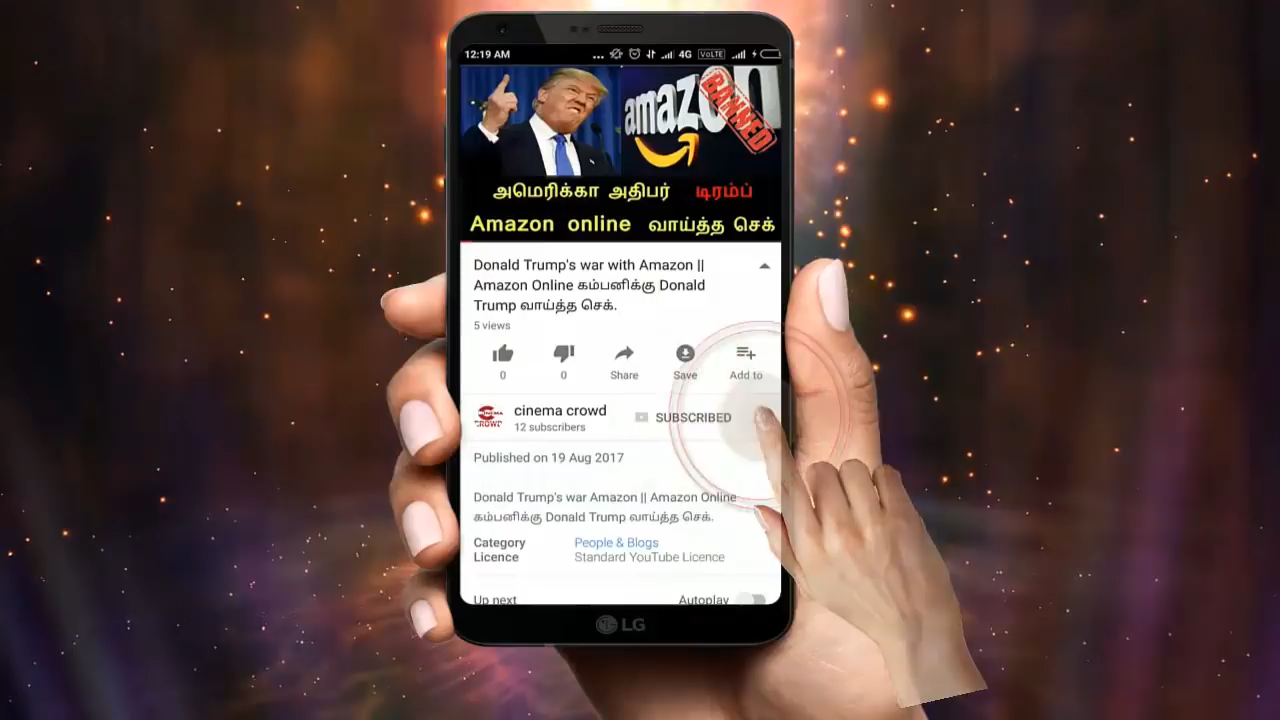 12:19 AM
4G VoLTE
amazon
BANNED
அமெரிக்கா அதிபர் டிரம்ப்
Amazon online வாய்த்த செக்
Donald Trump's war with Amazon ||
Amazon Online கம்பனிக்கு Donald
Trump வாய்த்த செக்.
5 views
0 0 Share Save Add to
CINEMA
CROWD
cinema crowd
SUBSCRIBED
12 subscribers
Published on 19 Aug 2017
Donald Trump's war Amazon || Amazon Online
கம்பனிக்கு Donald Trump வாய்த்த செக்.
Category People & Blogs
Licence Standard YouTube Licence
Up next Autoplay
LG